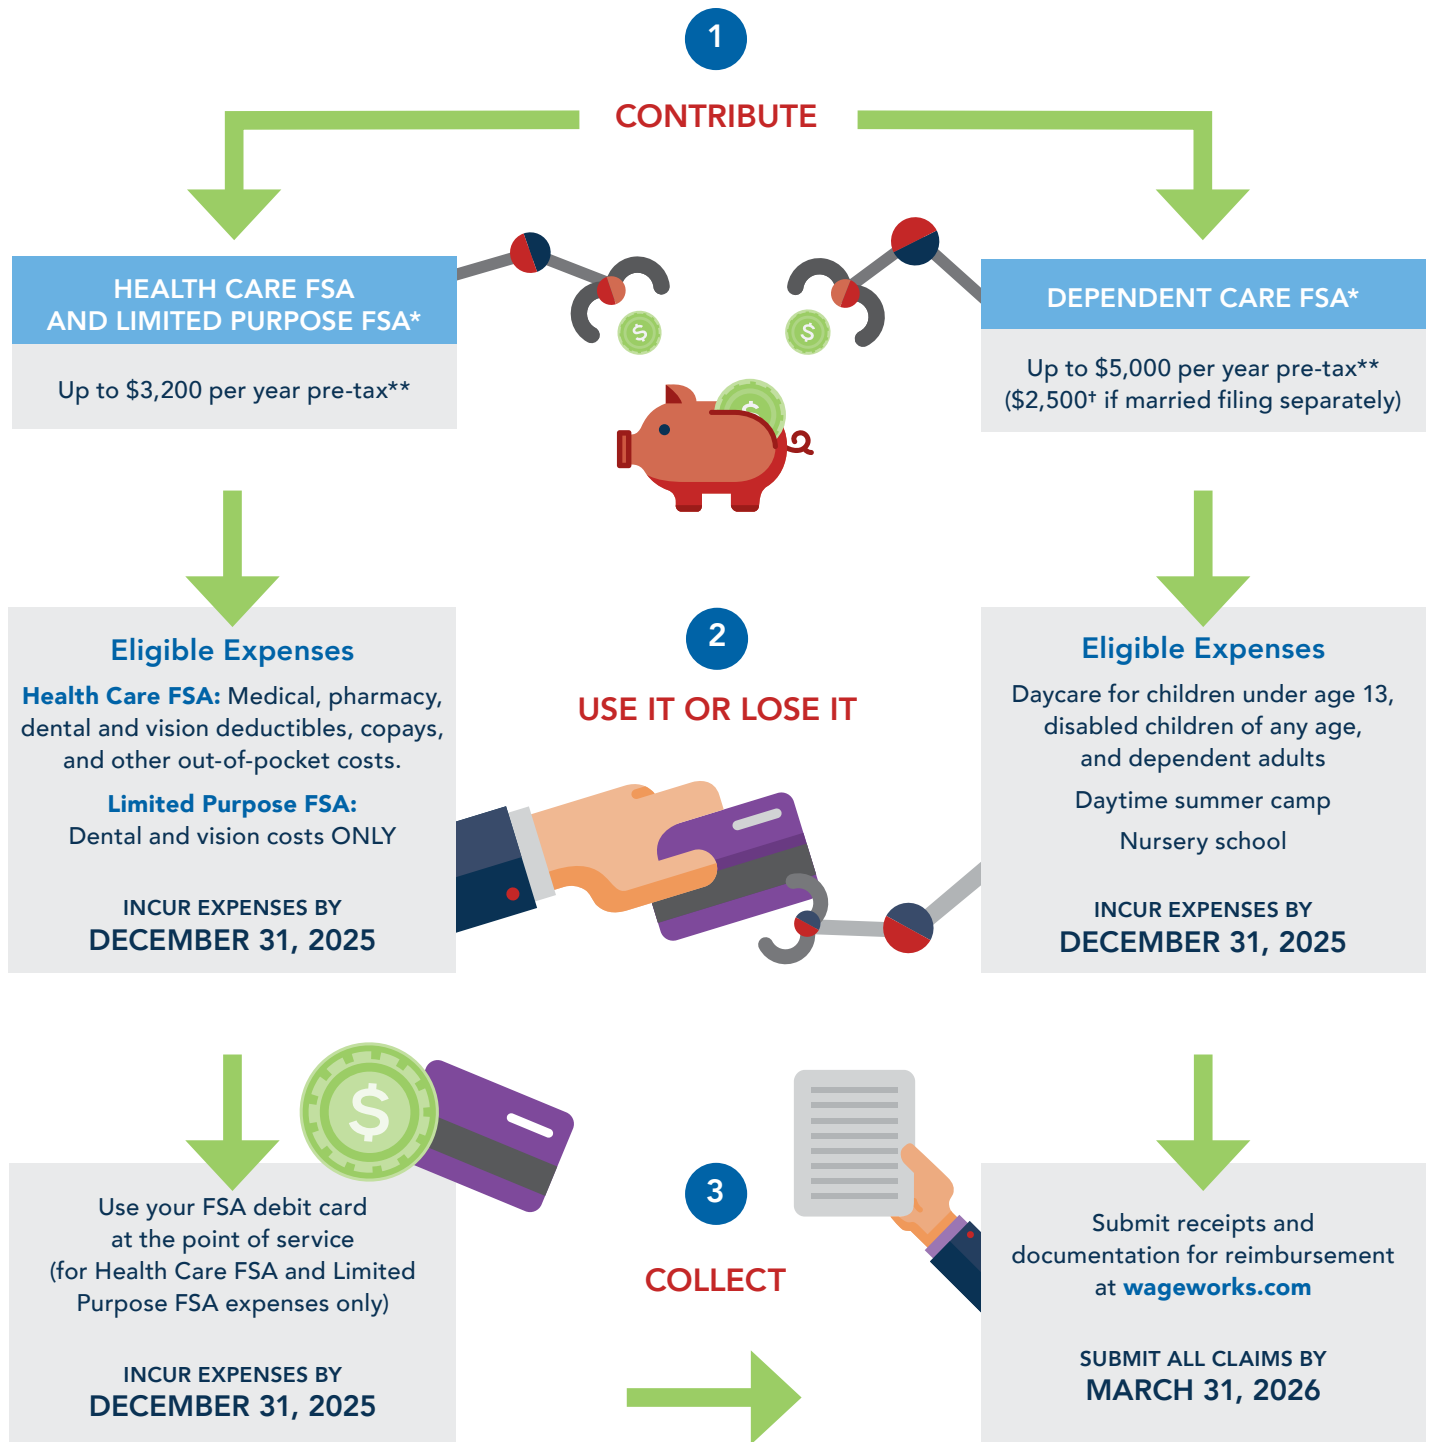 1
CONTRIBUTE
HEALTH CARE FSA
AND LIMITED PURPOSE FSA*
Up to $3,200 per year pre-tax**
DEPENDENT CARE FSA*
Up to $5,000 per year pre-tax**
($2,500† if married filing separately)
$
$
$
2
USE IT OR LOSE IT
Eligible Expenses
Health Care FSA: Medical, pharmacy,
dental and vision deductibles, copays,
and other out-of-pocket costs.
Limited Purpose FSA:
Dental and vision costs ONLY
INCUR EXPENSES BY
DECEMBER 31, 2025
Eligible Expenses
Daycare for children under age 13,
disabled children of any age,
and dependent adults
Daytime summer camp
Nursery school
INCUR EXPENSES BY
DECEMBER 31, 2025
$
3
COLLECT
Use your FSA debit card
at the point of service
(for Health Care FSA and Limited
Purpose FSA expenses only)
INCUR EXPENSES BY
DECEMBER 31, 2025
Submit receipts and
documentation for reimbursement
at wageworks.com
SUBMIT ALL CLAIMS BY
MARCH 31, 2026